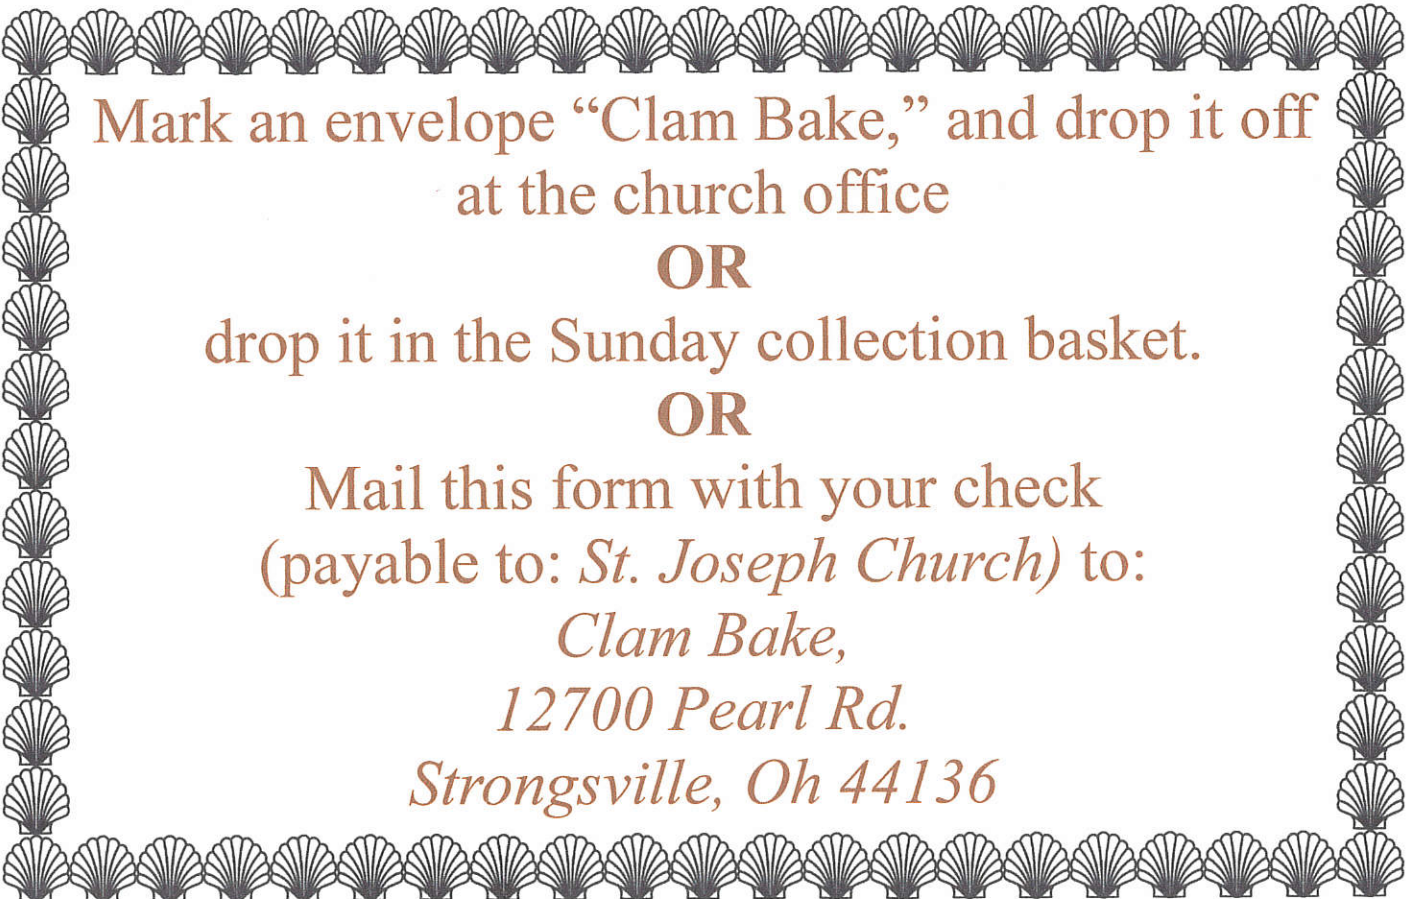 Mark an envelope “Clam Bake,” and drop it off
at the church office
OR
drop it in the Sunday collection basket.
OR
Mail this form with your check
(payable to: St. Joseph Church) to:
Clam Bake,
12700 Pearl Rd.
Strongsville, Oh 44136